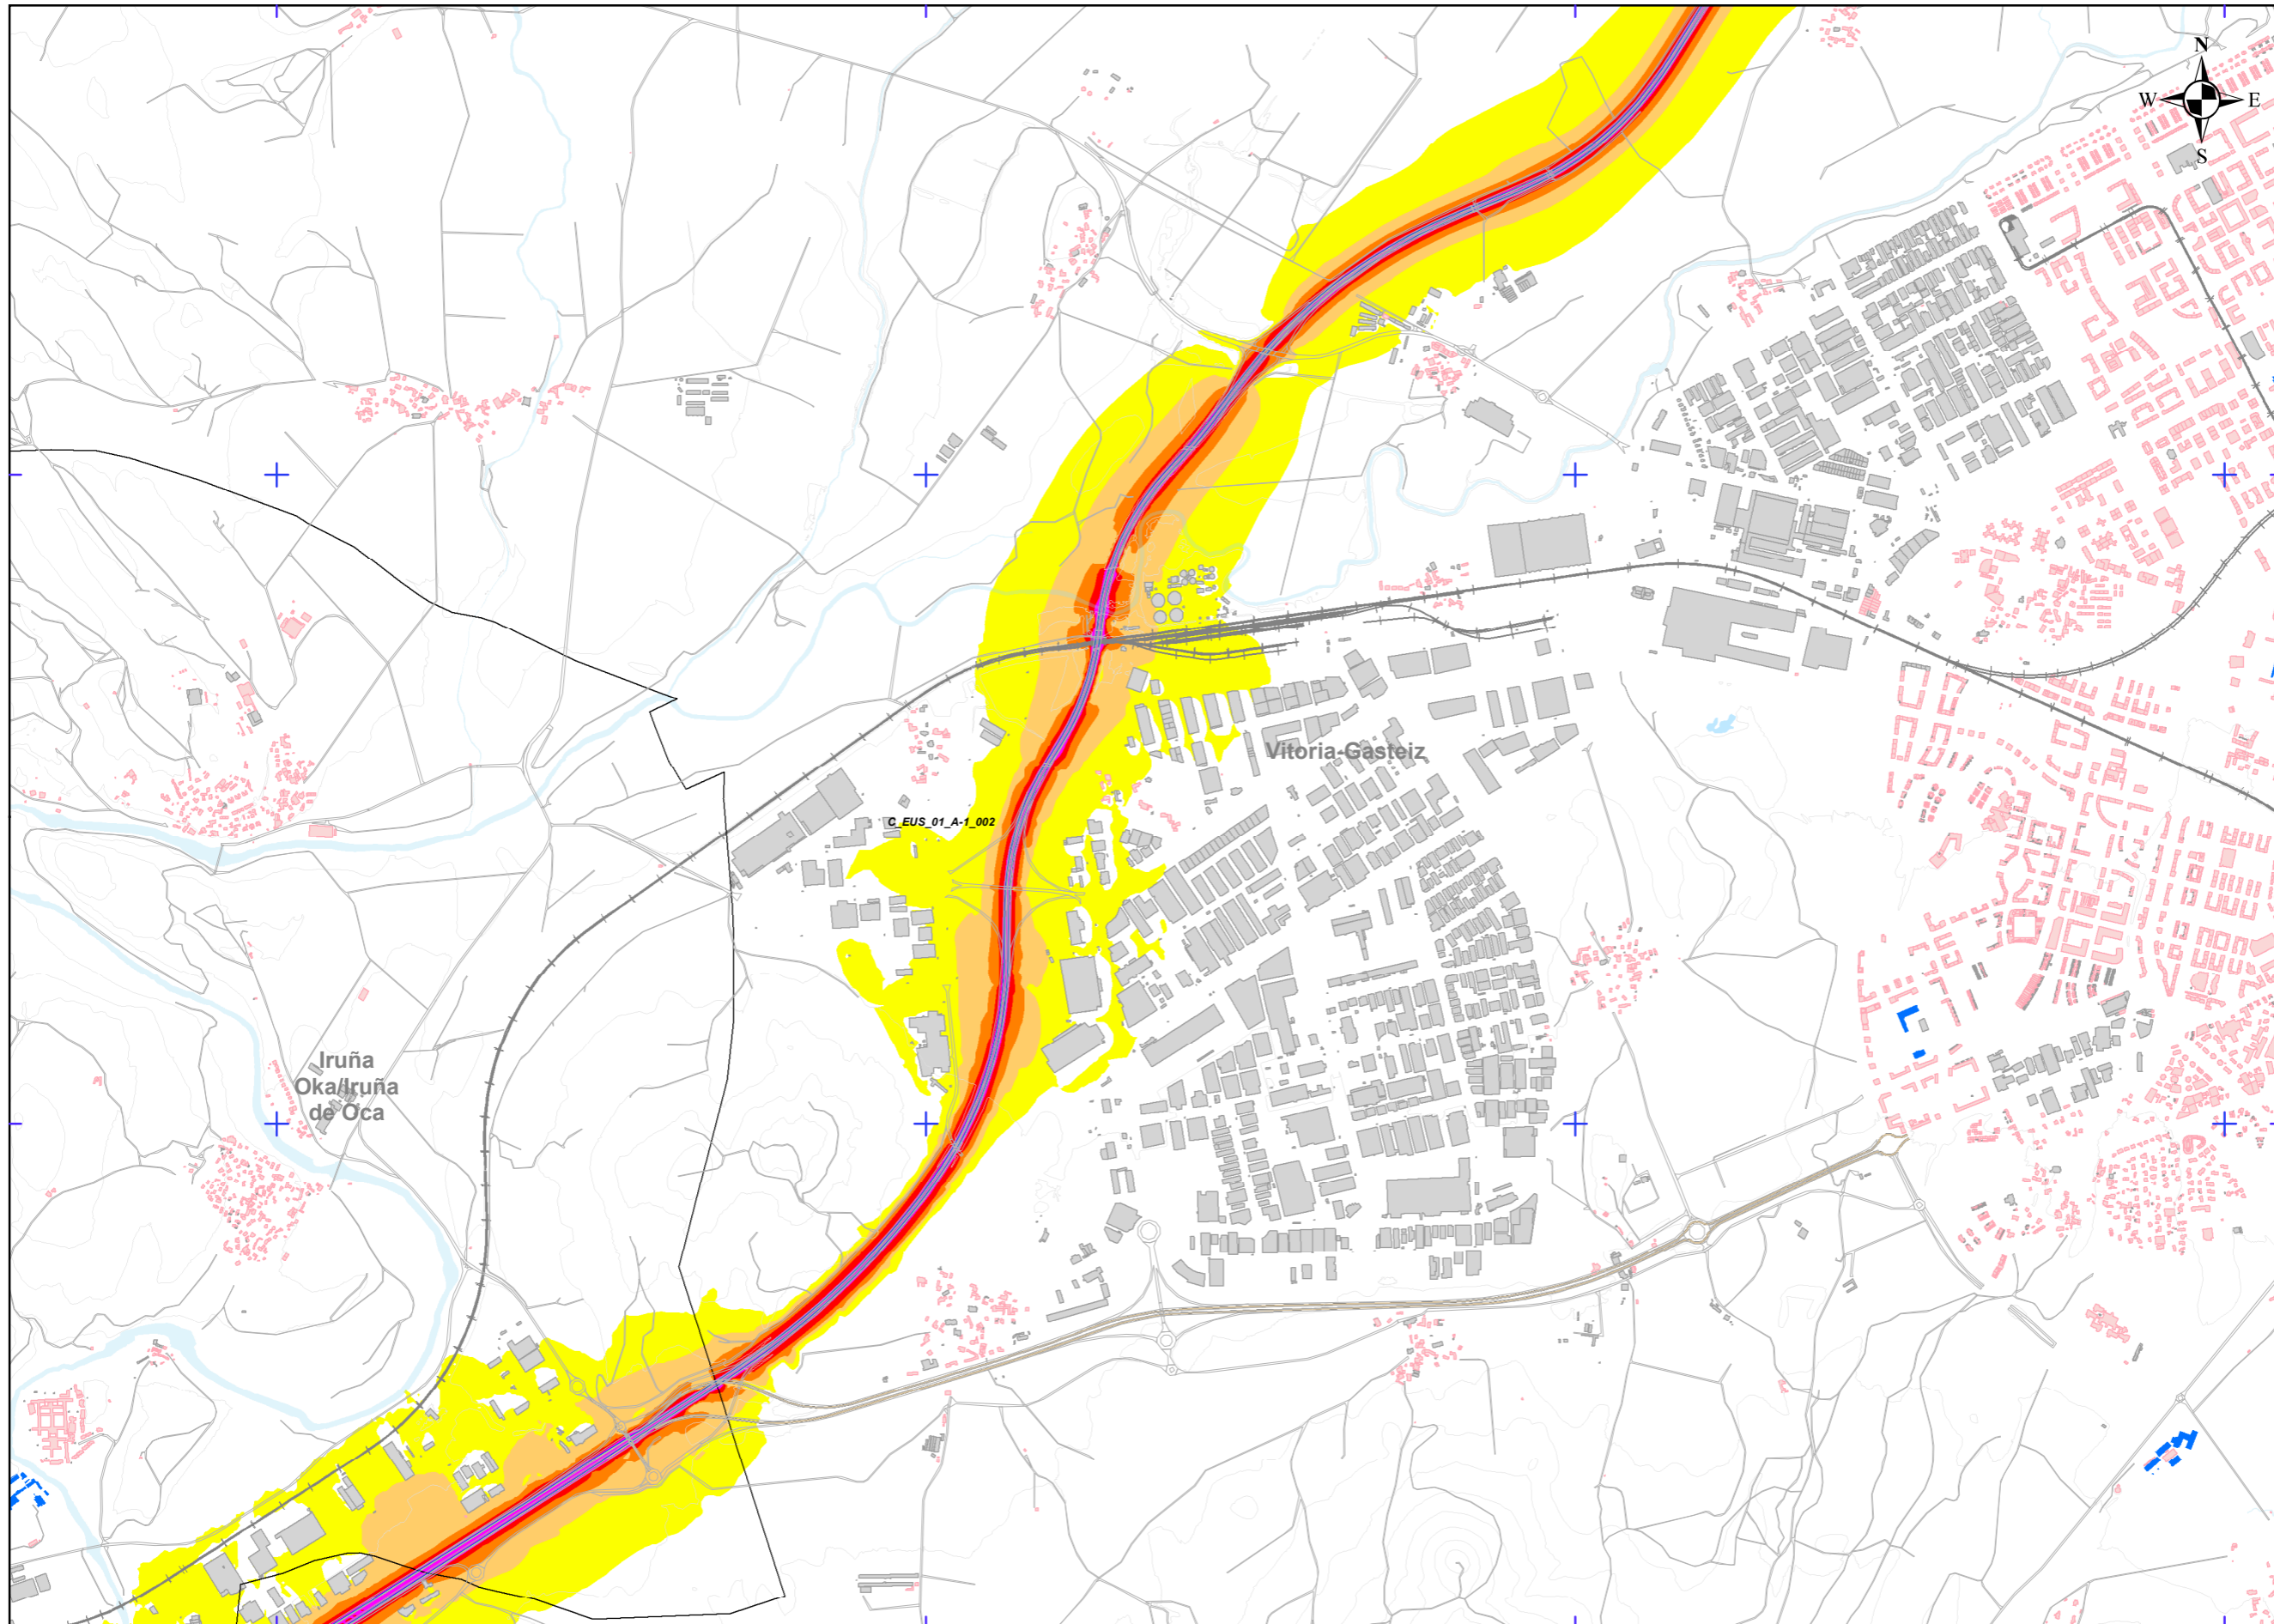 N
W E
S
Vitoria-Gasteiz
C_EUS_01_A-1_002
Iruña
Oka/Iruña
de Oca